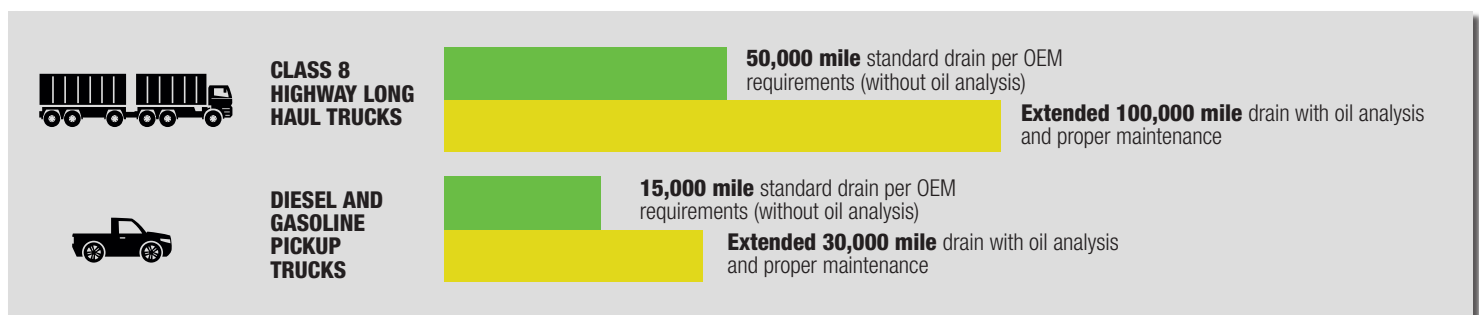 CLASS 8
HIGHWAY LONG
HAUL TRUCKS
50,000 mile standard drain per OEM
requirements (without oil analysis)
Extended 100,000 mile drain with oil analysis
and proper maintenance
DIESEL AND
GASOLINE
PICKUP
TRUCKS
15,000 mile standard drain per OEM
requirements (without oil analysis)
Extended 30,000 mile drain with oil analysis
and proper maintenance